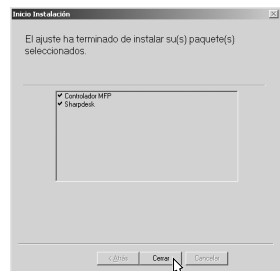 Inicio Instalación
El ajuste ha terminado de instalar su(s) paquete(s)
seleccionados.
Controlador MFP
Sharpdesk
< Atrás Cerrar Cancelar